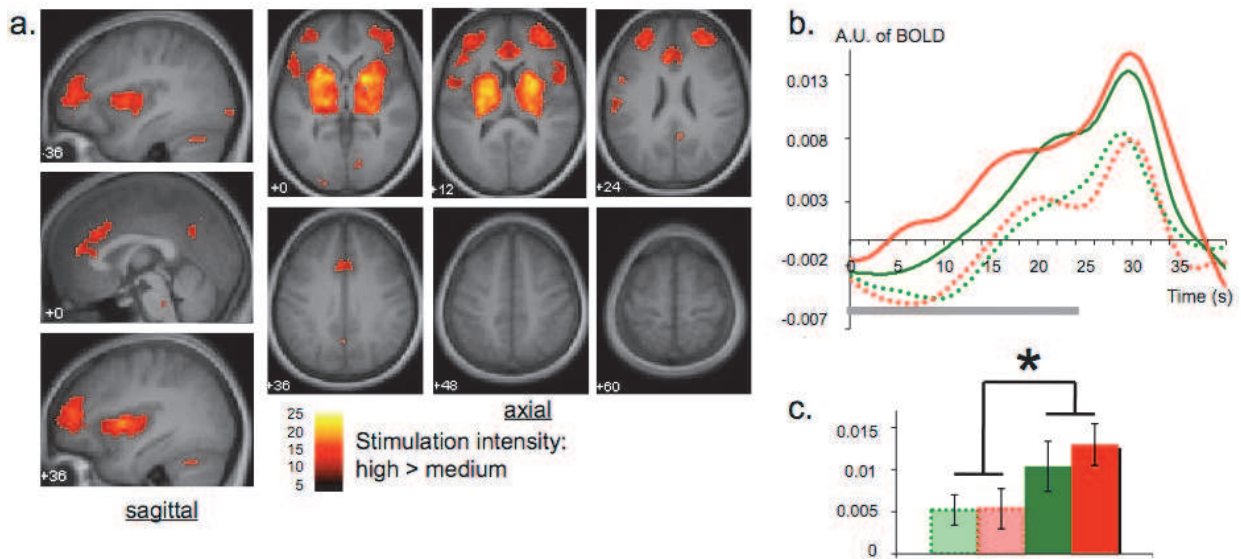 a.
-36
+0
+36
sagittal
+0
+12
+24
+36
+48
+60
axial
25
20
15
10
5
Stimulation intensity:
high > medium
b.
A.U. of BOLD
0.013
0.008
0.003
-0.002
-0.007
0 5 10 15 20 25 30 35
Time (s)
c.
*
0.015
0.01
0.005
0